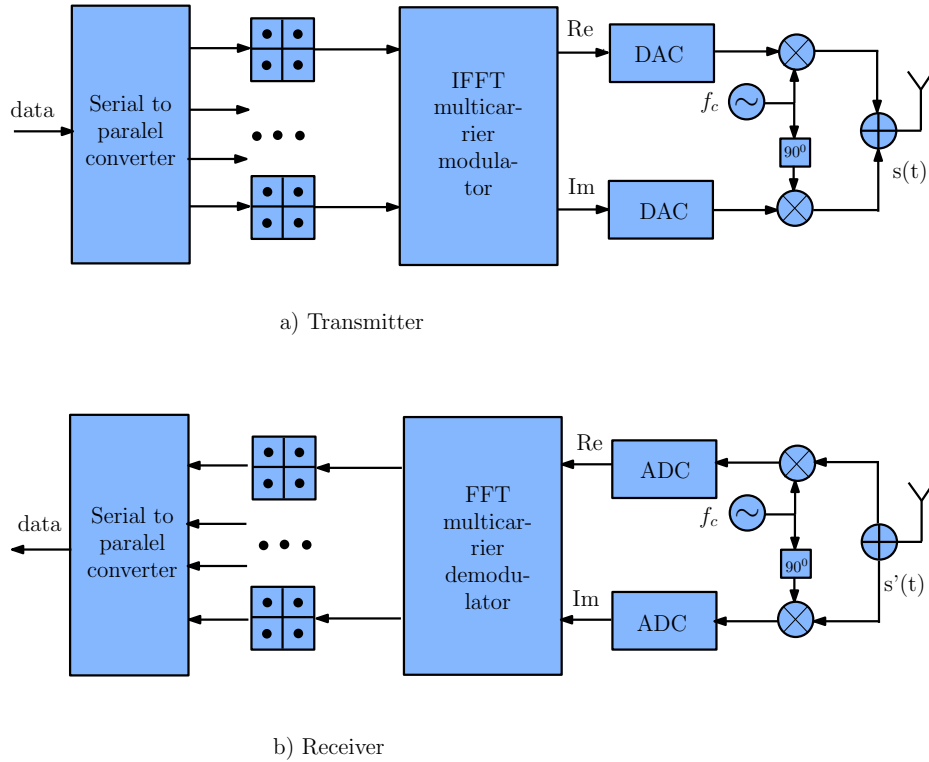 data
Serial to
paralel
converter
IFFT
multicar-
rier
modula-
tor
Re
DAC
f_c
90⁰
Im
DAC
s(t)
a) Transmitter
data
Serial to
paralel
converter
FFT
multicar-
rier
demodu-
lator
Re
ADC
f_c
90⁰
Im
ADC
s'(t)
b) Receiver